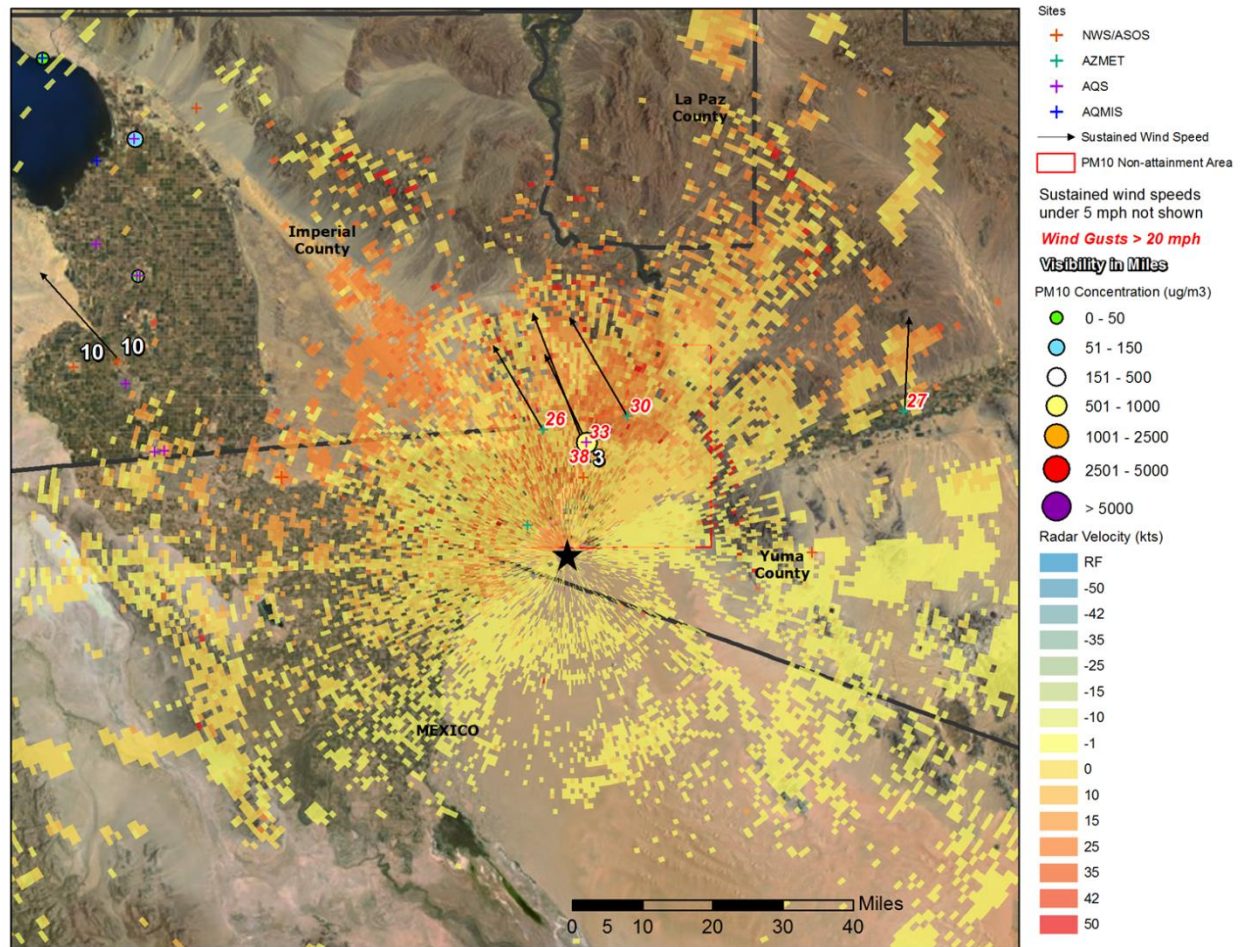 La Paz
County
Imperial
County
10
10
26
30
27
33
38
3
Yuma
County
MEXICO
Miles
0 5 10 20 30 40
Sites
NWS/ASOS
AZMET
AQS
AQMIS
Sustained Wind Speed
PM10 Non-attainment Area
Sustained wind speeds
under 5 mph not shown
Wind Gusts > 20 mph
Visibility in Miles
PM10 Concentration (ug/m3)
0 - 50
51 - 150
151 - 500
501 - 1000
1001 - 2500
2501 - 5000
> 5000
Radar Velocity (kts)
RF
-50
-42
-35
-25
-15
-10
-1
0
10
15
25
35
42
50